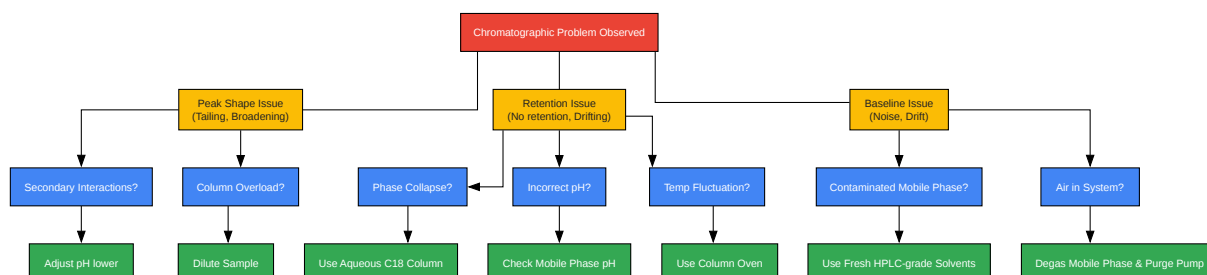 Chromatographic Problem Observed
Peak Shape Issue
(Tailing, Broadening)
Retention Issue
(No retention, Drifting)
Baseline Issue
(Noise, Drift)
Secondary Interactions?
Column Overload?
Phase Collapse?
Incorrect pH?
Temp Fluctuation?
Contaminated Mobile Phase?
Air in System?
Adjust pH lower
Dilute Sample
Use Aqueous C18 Column
Check Mobile Phase pH
Use Column Oven
Use Fresh HPLC-grade Solvents
Degas Mobile Phase & Purge Pump